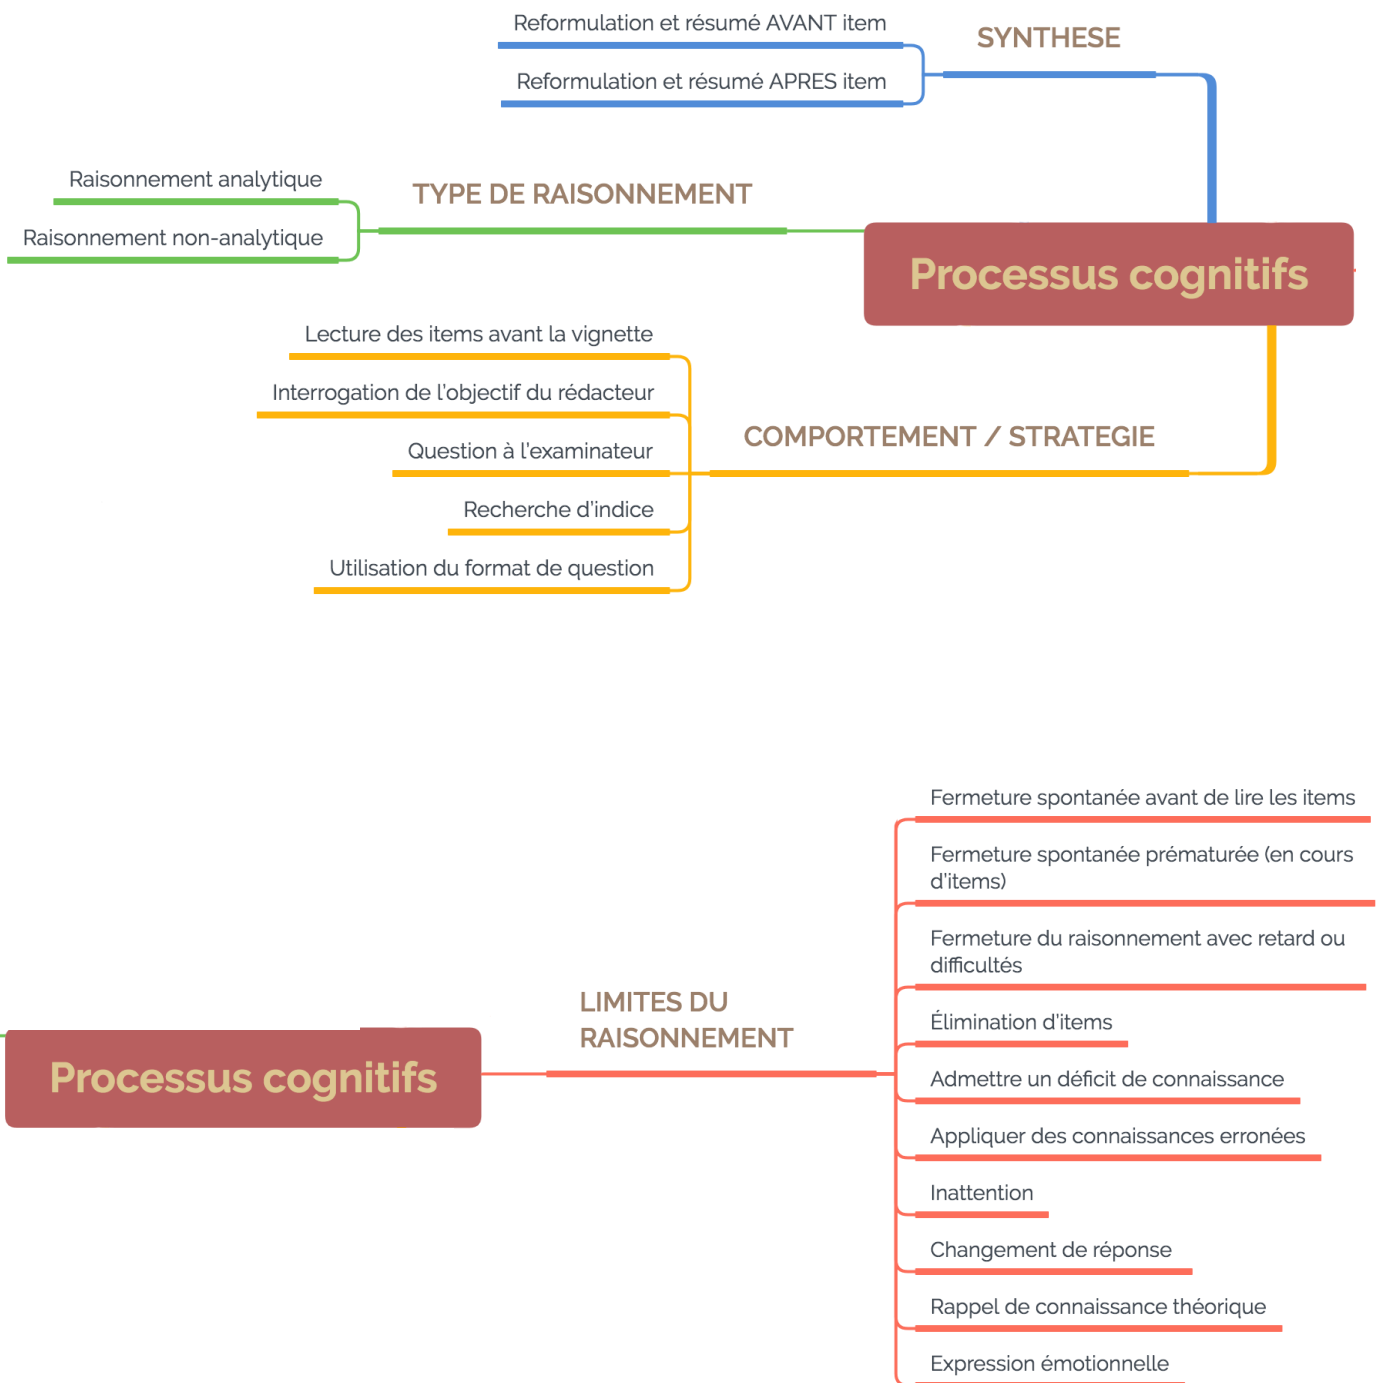 Reformulation et résumé AVANT item
SYNTHESE
Reformulation et résumé APRES item
Raisonnement analytique
TYPE DE RAISONNEMENT
Raisonnement non-analytique
Processus cognitifs
Lecture des items avant la vignette
Interrogation de l'objectif du rédacteur
COMPORTEMENT / STRATEGIE
Question à l'examinateur
Recherche d'indice
Utilisation du format de question
Fermeture spontanée avant de lire les items
Fermeture spontanée prématurée (en cours
d'items)
Fermeture du raisonnement avec retard ou
difficultés
LIMITES DU
RAISONNEMENT
Élimination d'items
Processus cognitifs
Admettre un déficit de connaissance
Appliquer des connaissances erronées
Inattention
Changement de réponse
Rappel de connaissance théorique
Expression émotionnelle